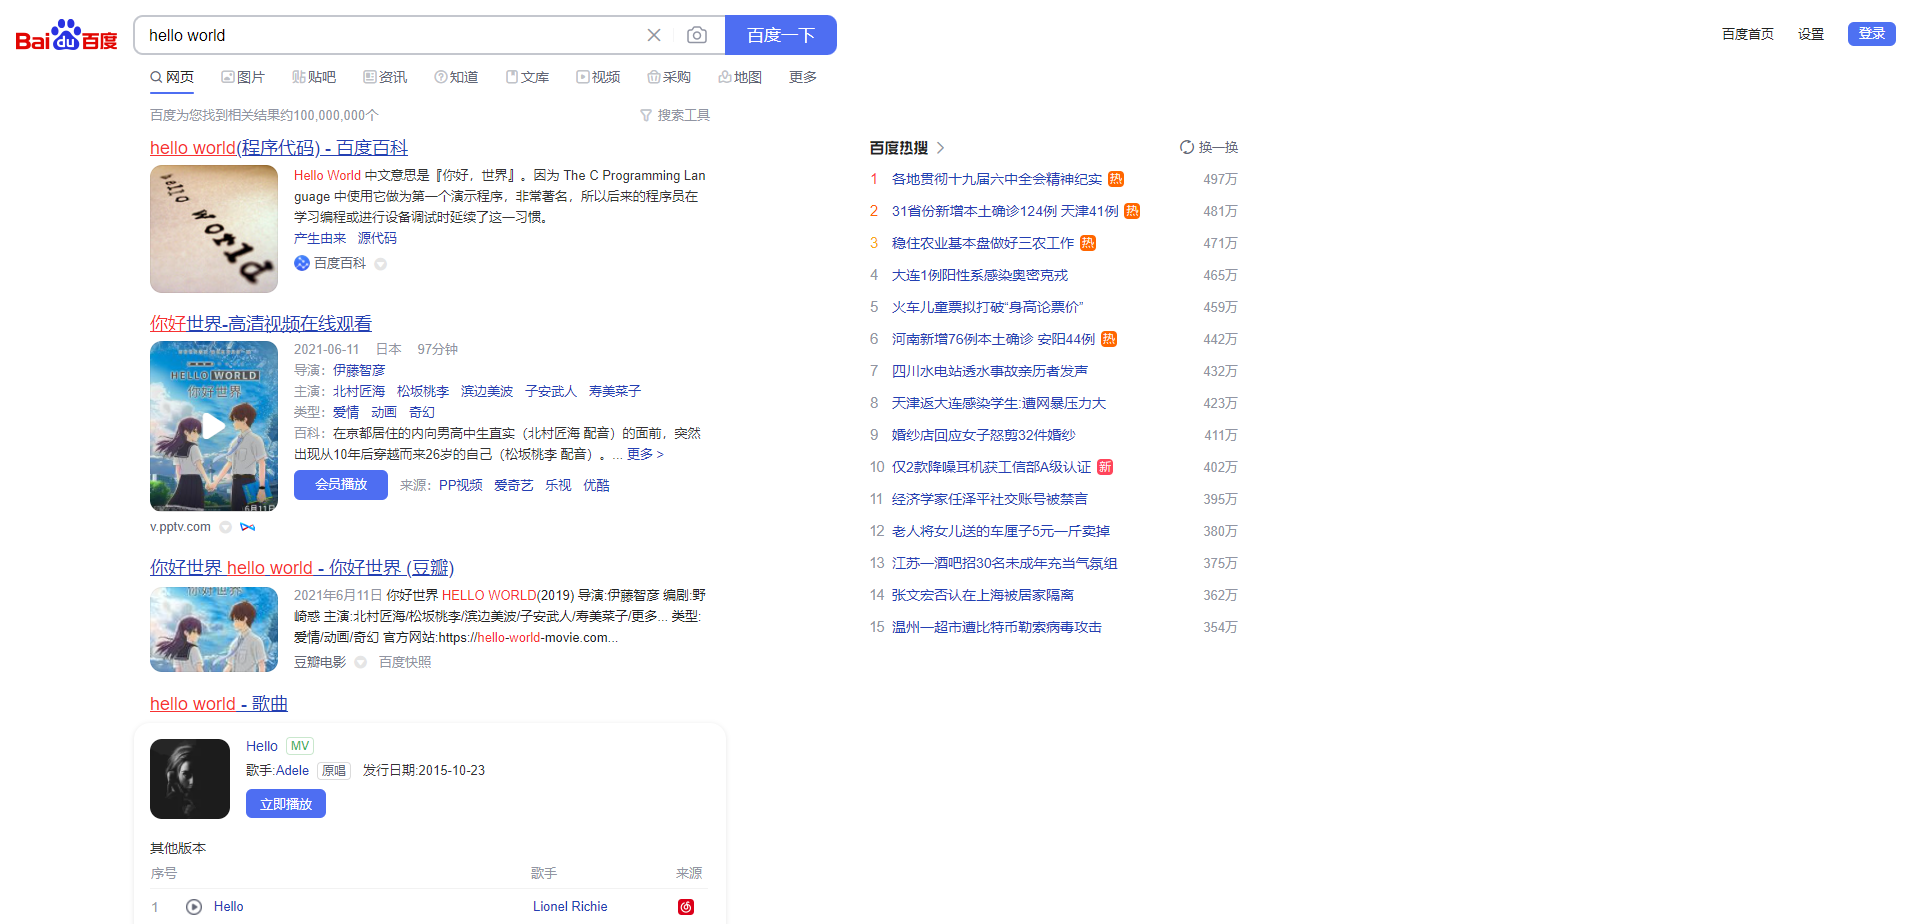 Bai du 百度
hello world
百度一下
百度首页 设置 登录
网页 图片 贴吧 资讯 知道 文库 视频 采购 地图 更多
百度为您找到相关结果约100,000,000个
搜索工具
hello world(程序代码) - 百度百科
hello world
Hello World 中文意思是『你好，世界』。因为 The C Programming Lan
guage 中使用它做为第一个演示程序，非常著名，所以后来的程序员在
学习编程或进行设备调试时延续了这一习惯。
产生由来 源代码
百度百科
你好世界-高清视频在线观看
HELLO WORLD
你好世界
6月11日
2021-06-11 日本 97分钟
导演：伊藤智彦
主演：北村匠海 松坂桃李 滨边美波 子安武人 寿美菜子
类型：爱情 动画 奇幻
百科：在京都居住的内向男高中生直实（北村匠海 配音）的面前，突然
出现从10年后穿越而来26岁的自己（松坂桃李 配音）。... 更多 >
会员播放 来源：PP视频 爱奇艺 乐视 优酷
v.pptv.com
你好世界 hello world - 你好世界 (豆瓣)
你好世界
2021年6月11日 你好世界 HELLO WORLD(2019) 导演:伊藤智彦 编剧:野
崎惑 主演:北村匠海/松坂桃李/滨边美波/子安武人/寿美菜子/更多... 类型:
爱情/动画/奇幻 官方网站:https://hello-world-movie.com...
豆瓣电影 百度快照
hello world - 歌曲
Hello MV
歌手:Adele 原唱 发行日期:2015-10-23
立即播放
其他版本
序号 歌手 来源
1 Hello Lionel Richie
百度热搜 换一换
1 各地贯彻十九届六中全会精神纪实 热 497万
2 31省份新增本土确诊124例 天津41例 热 481万
3 稳住农业基本盘做好三农工作 热 471万
4 大连1例阳性系感染奥密克戎 465万
5 火车儿童票拟打破“身高论票价” 459万
6 河南新增76例本土确诊 安阳44例 热 442万
7 四川水电站透水事故亲历者发声 432万
8 天津返大连感染学生:遭网暴压力大 423万
9 婚纱店回应女子怒剪32件婚纱 411万
10 仅2款降噪耳机获工信部A级认证 新 402万
11 经济学家任泽平社交账号被禁言 395万
12 老人将女儿送的车厘子5元一斤卖掉 380万
13 江苏一酒吧招30名未成年充当气氛组 375万
14 张文宏否认在上海被居家隔离 362万
15 温州一超市遭比特币勒索病毒攻击 354万